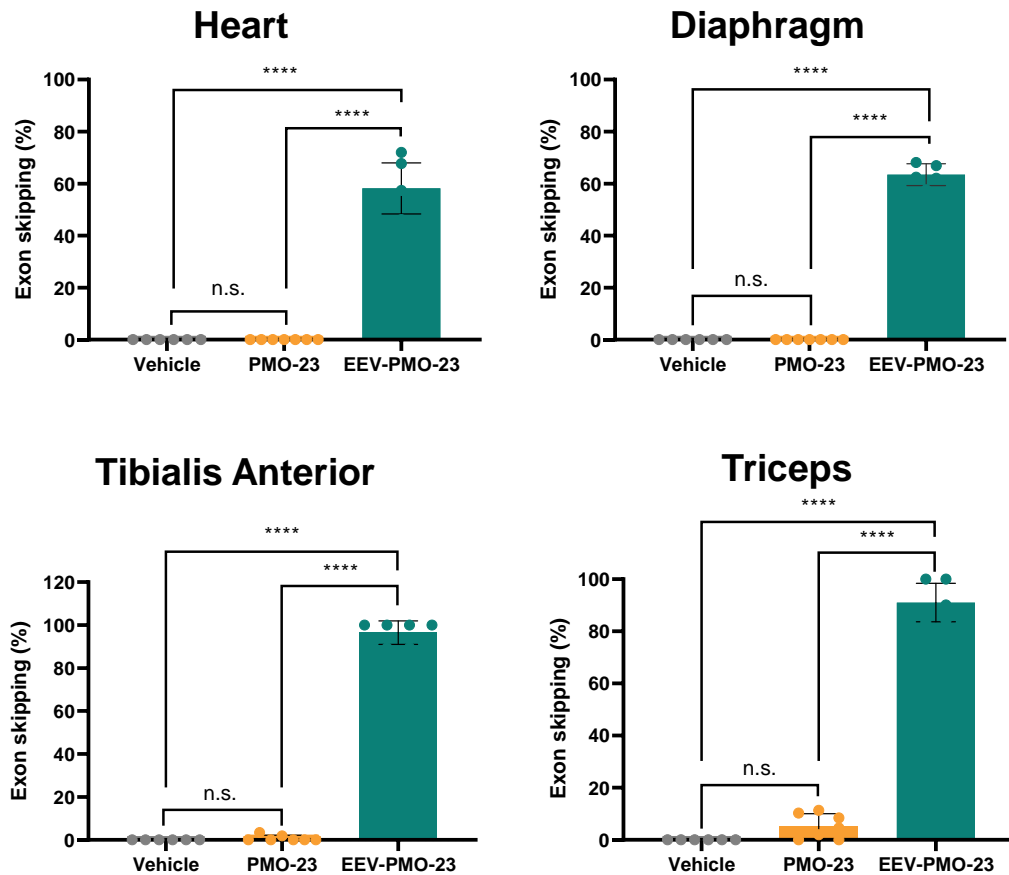 Heart
****
****
n.s.
Exon skipping (%)
100
80
60
40
20
0
Vehicle PMO-23 EEV-PMO-23
Diaphragm
****
****
n.s.
Exon skipping (%)
100
80
60
40
20
0
Vehicle PMO-23 EEV-PMO-23
Tibialis Anterior
****
****
n.s.
Exon skipping (%)
120
100
80
60
40
20
0
Vehicle PMO-23 EEV-PMO-23
Triceps
****
****
n.s.
Exon skipping (%)
100
80
60
40
20
0
Vehicle PMO-23 EEV-PMO-23